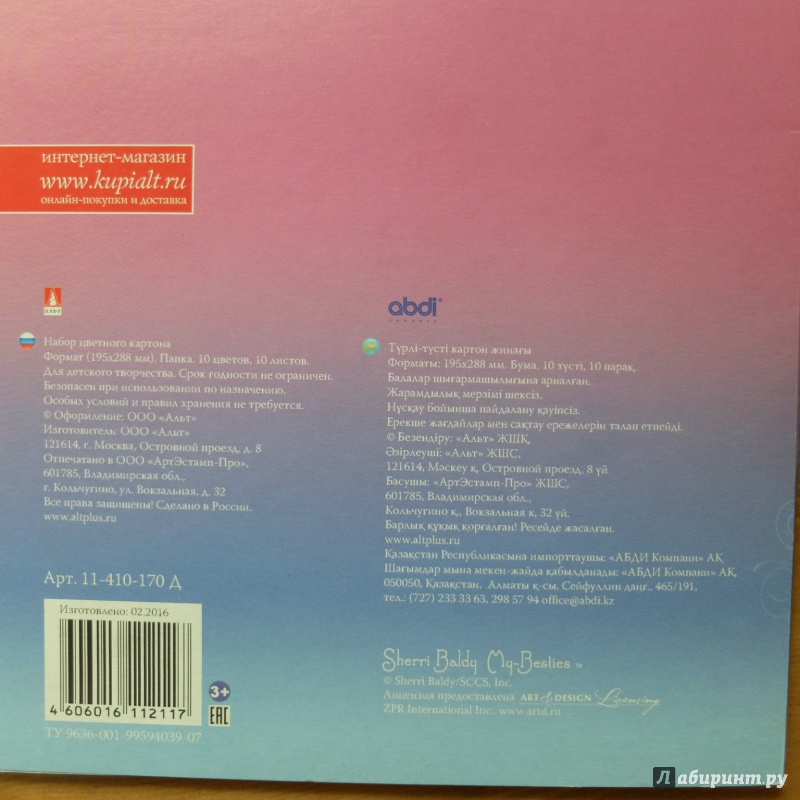 интернет-магазин
www.kupialt.ru
онлайн-покупки и доставка
АЛЬТ
Набор цветного картона
Формат (195х288 мм). Папка. 10 цветов. 10 листов.
Для детского творчества. Срок годности не ограничен.
Безопасен при использовании по назначению.
Особых условий и правил хранения не требуется.
© Оформление: ООО «Альт»
Изготовитель: ООО «Альт»
121614, г. Москва, Островной проезд, д. 8
Отпечатано в ООО «АртЭстамп-Про»,
601785, Владимирская обл.,
г. Кольчугино, ул. Вокзальная, д. 32
Все права защищены! Сделано в России.
www.altplus.ru
Арт. 11-410-170 Д
Изготовлено: 02.2016
4 606016 112117
3+
EAC
ТУ 9636-001-99594039-07
abdi
Түрлі-түсті картон жинағы
Форматы: 195х288 мм. Бума. 10 түсті, 10 парақ.
Балалар шығармашылығына арналған.
Жарамдылық мерзімі шексіз.
Нұсқау бойынша пайдалану қауіпсіз.
Ерекше жағдайлар мен сақтау ережелерін талап етпейді.
© Безендіру: «Альт» ЖШҚ
Әзірлеуші: «Альт» ЖШС,
121614, Мәскеу қ, Островной проезд, 8 үй
Басушы: «АртЭстамп-Про» ЖШС,
601785, Владимирская обл.,
Кольчугино қ., Вокзальная к, 32 үй.
Барлық құқық қорғалған! Ресейде жасалған.
www.altplus.ru
Қазақстан Республикасына импорттаушы: «АБДИ Компани» АҚ
Шағымдар мына мекен-жайда қабылданады: «АБДИ Компани» АҚ,
050050, Қазақстан. Алматы қ-сы, Сейфуллин даңғ., 465/191,
тел.: (727) 233 33 63, 298 57 94 office@abdi.kz
Sherri Baldy My-Besties ™
© Sherri Baldy/SCCS, Inc.
Лицензия предоставлена ART & DESIGN Licensing
ZPR International Inc., www.artd.ru
Лабиринт.ру